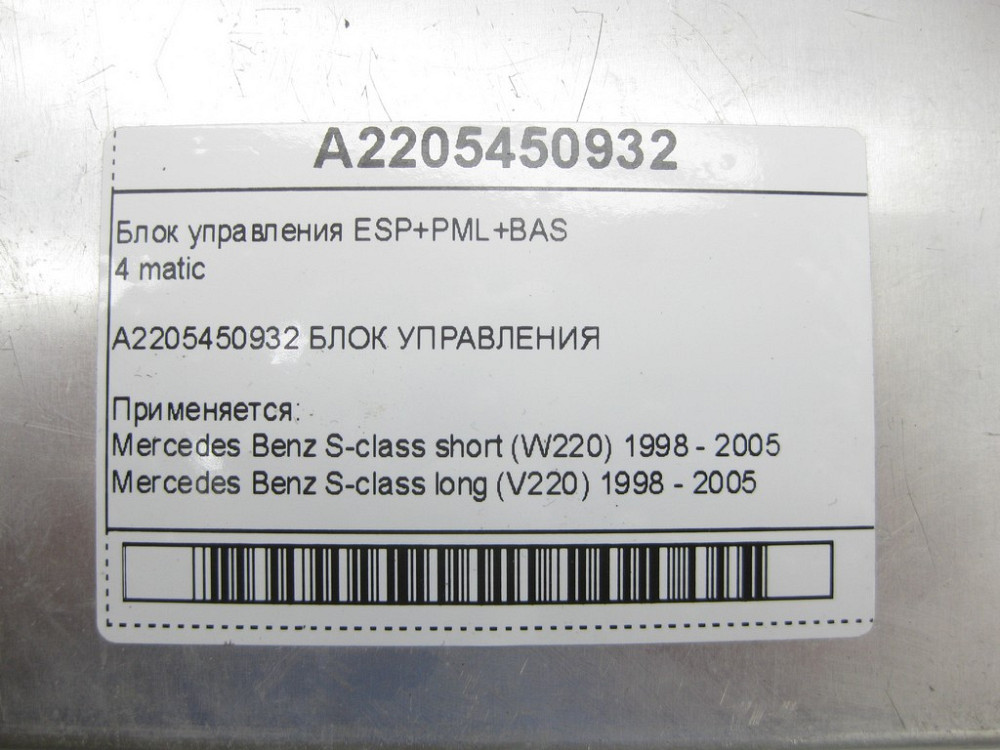 A2205450932
Блок управления ESP+PML+BAS
4 matic
A2205450932 БЛОК УПРАВЛЕНИЯ
Применяется:
Mercedes Benz S-class short (W220) 1998 - 2005
Mercedes Benz S-class long (V220) 1998 - 2005